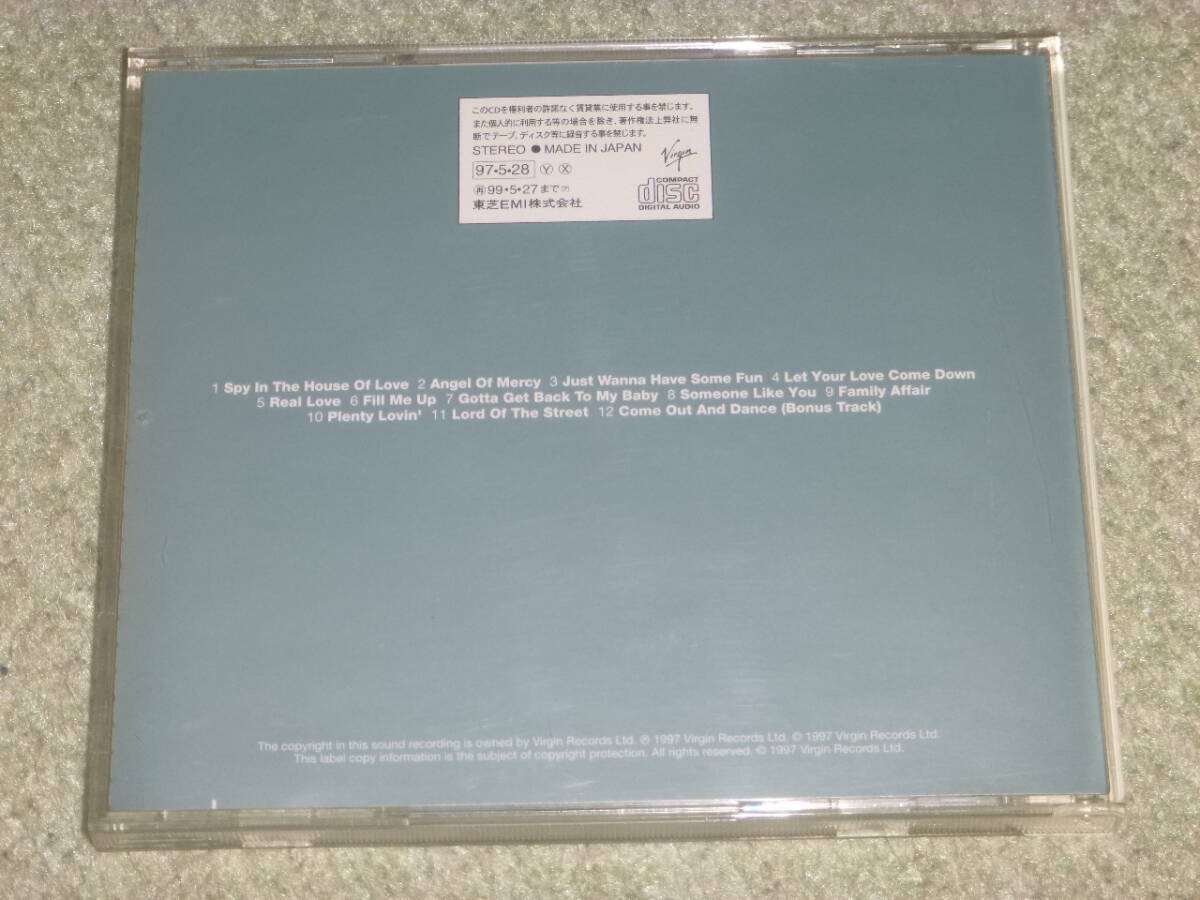 このCDを権利者の許諾なく賃貸業に使用する事を禁じます。
また個人的に利用する等の場合を除き、著作権法上弊社に無
断でテープ、ディスク等に録音する事を禁じます。
STEREO ● MADE IN JAPAN
Virgin
97・5・28 Ⓨ Ⓧ
㊞99・5・27まで
COMPACT
disc
DIGITAL AUDIO
東芝EMI株式会社
1 Spy In The House Of Love 2 Angel Of Mercy 3 Just Wanna Have Some Fun 4 Let Your Love Come Down
5 Real Love 6 Fill Me Up 7 Gotta Get Back To My Baby 8 Someone Like You 9 Family Affair
10 Plenty Lovin' 11 Lord Of The Street 12 Come Out And Dance (Bonus Track)
The copyright in this sound recording is owned by Virgin Records Ltd. ℗ 1997 Virgin Records Ltd. © 1997 Virgin Records Ltd.
This label copy information is the subject of copyright protection. All rights reserved. © 1997 Virgin Records Ltd.